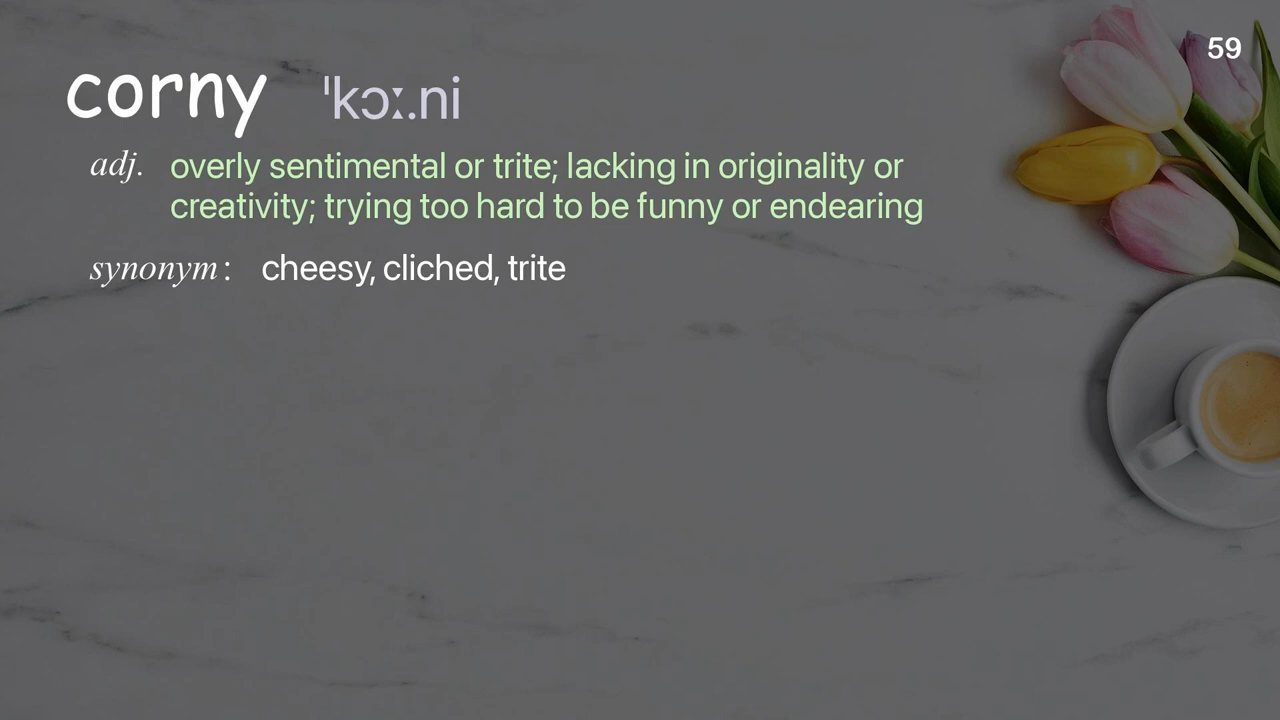 59
corny ˈkɔː.ni
adj. overly sentimental or trite; lacking in originality or
creativity; trying too hard to be funny or endearing
synonym: cheesy, cliched, trite